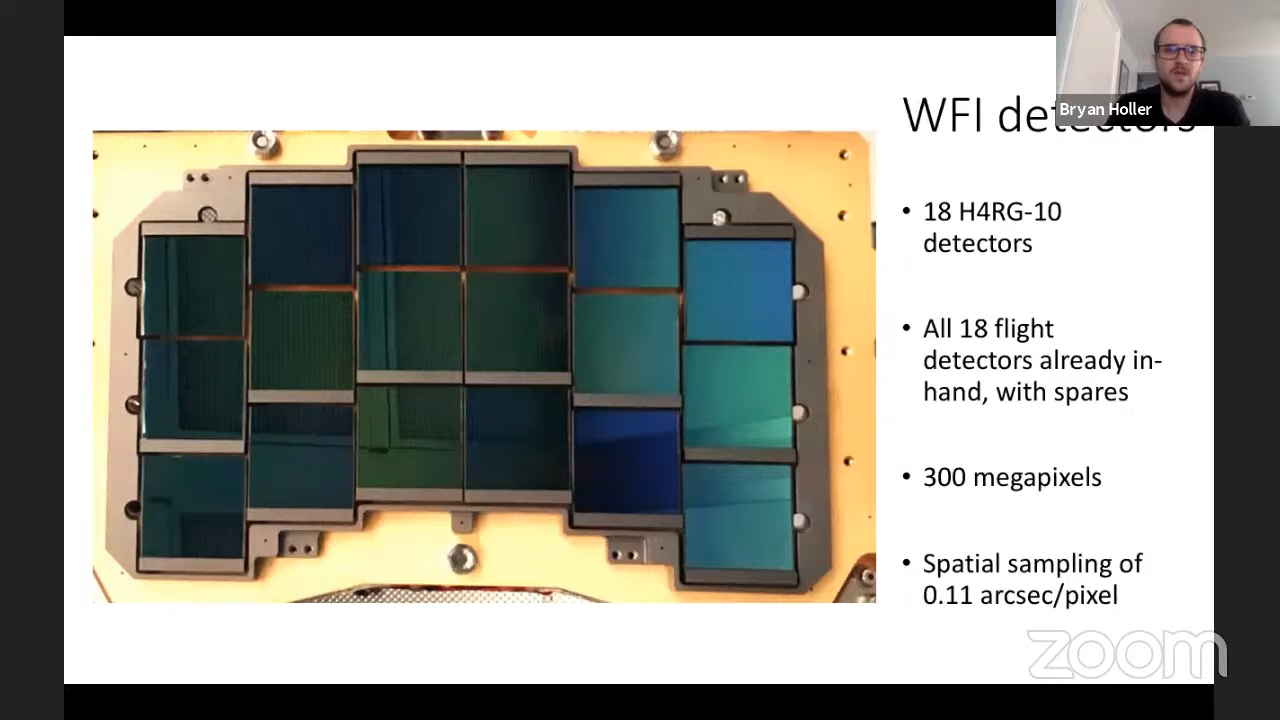 Bryan Holler
WFI detectors
• 18 H4RG-10
detectors
• All 18 flight
detectors already in-
hand, with spares
• 300 megapixels
• Spatial sampling of
0.11 arcsec/pixel
zoom